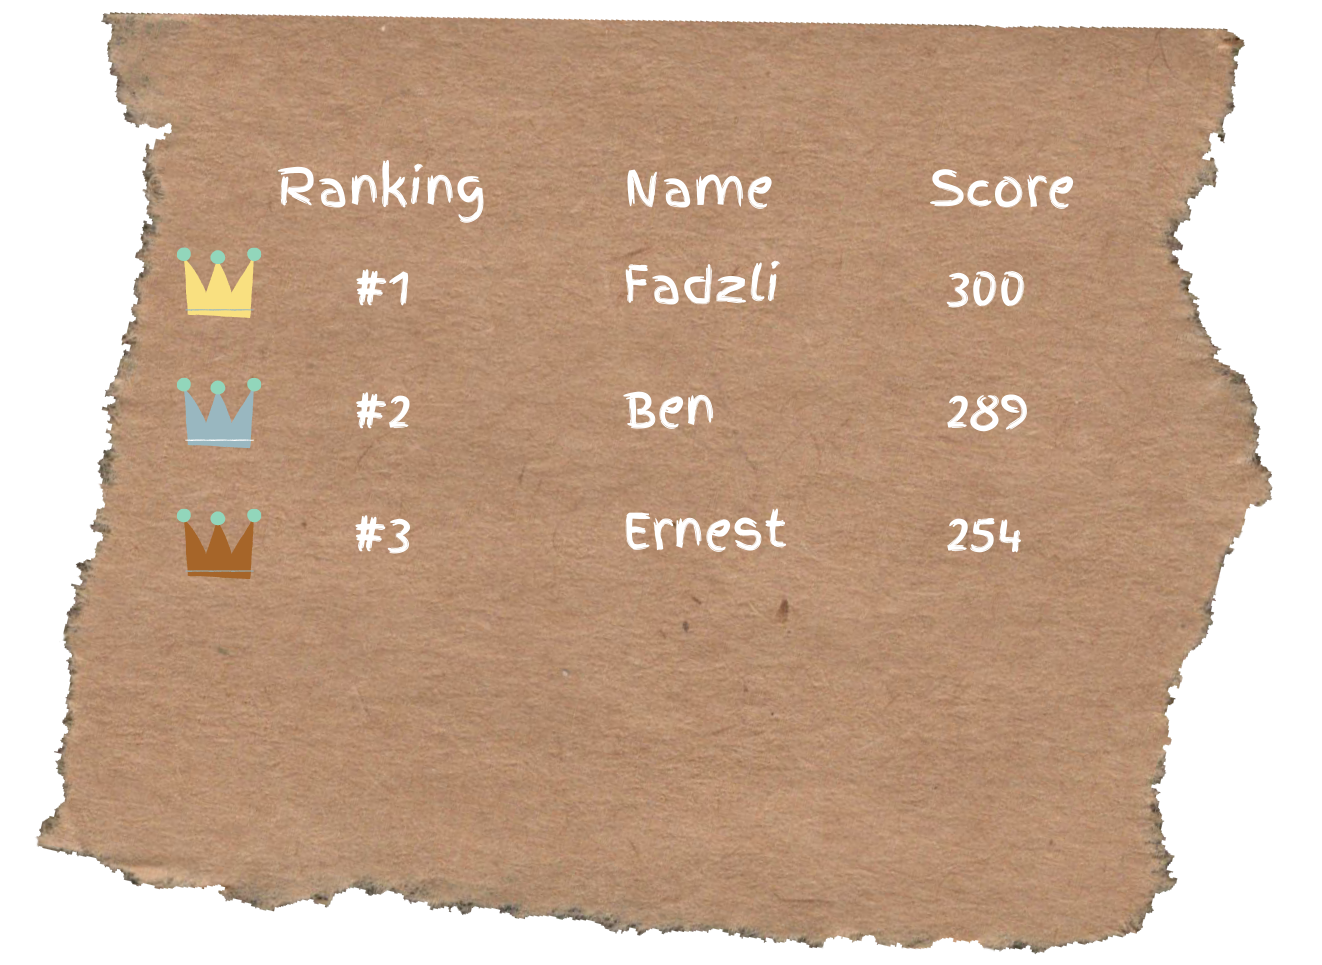 Ranking Name Score
#1 Fadzli 300
#2 Ben 289
#3 Ernest 254